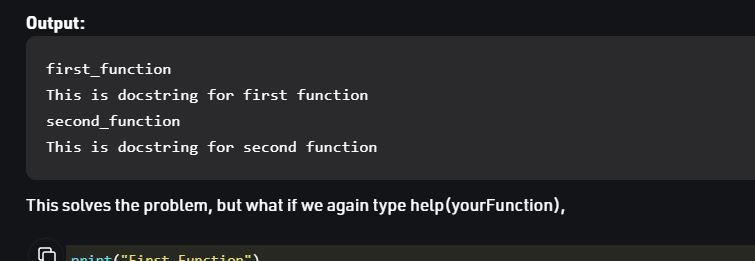 Output:
first_function
This is docstring for first function
second_function
This is docstring for second function
This solves the problem, but what if we again type help(yourFunction),
print("First Function")